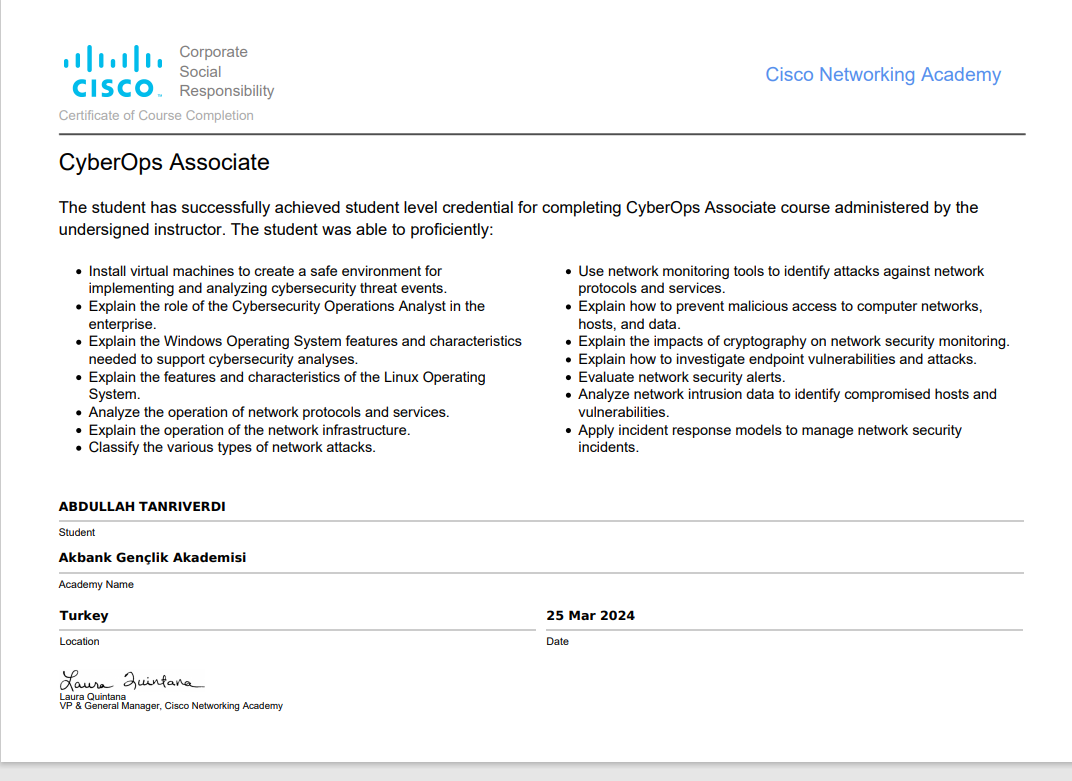 CISCO
Corporate
Social
Responsibility
Cisco Networking Academy
Certificate of Course Completion
CyberOps Associate
The student has successfully achieved student level credential for completing CyberOps Associate course administered by the
undersigned instructor. The student was able to proficiently:
• Install virtual machines to create a safe environment for
implementing and analyzing cybersecurity threat events.
• Explain the role of the Cybersecurity Operations Analyst in the
enterprise.
• Explain the Windows Operating System features and characteristics
needed to support cybersecurity analyses.
• Explain the features and characteristics of the Linux Operating
System.
• Analyze the operation of network protocols and services.
• Explain the operation of the network infrastructure.
• Classify the various types of network attacks.
• Use network monitoring tools to identify attacks against network
protocols and services.
• Explain how to prevent malicious access to computer networks,
hosts, and data.
• Explain the impacts of cryptography on network security monitoring.
• Explain how to investigate endpoint vulnerabilities and attacks.
• Evaluate network security alerts.
• Analyze network intrusion data to identify compromised hosts and
vulnerabilities.
• Apply incident response models to manage network security
incidents.
ABDULLAH TANRIVERDI
Student
Akbank Gençlik Akademisi
Academy Name
Turkey
Location
25 Mar 2024
Date
Laura Quintana
Laura Quintana
VP & General Manager, Cisco Networking Academy